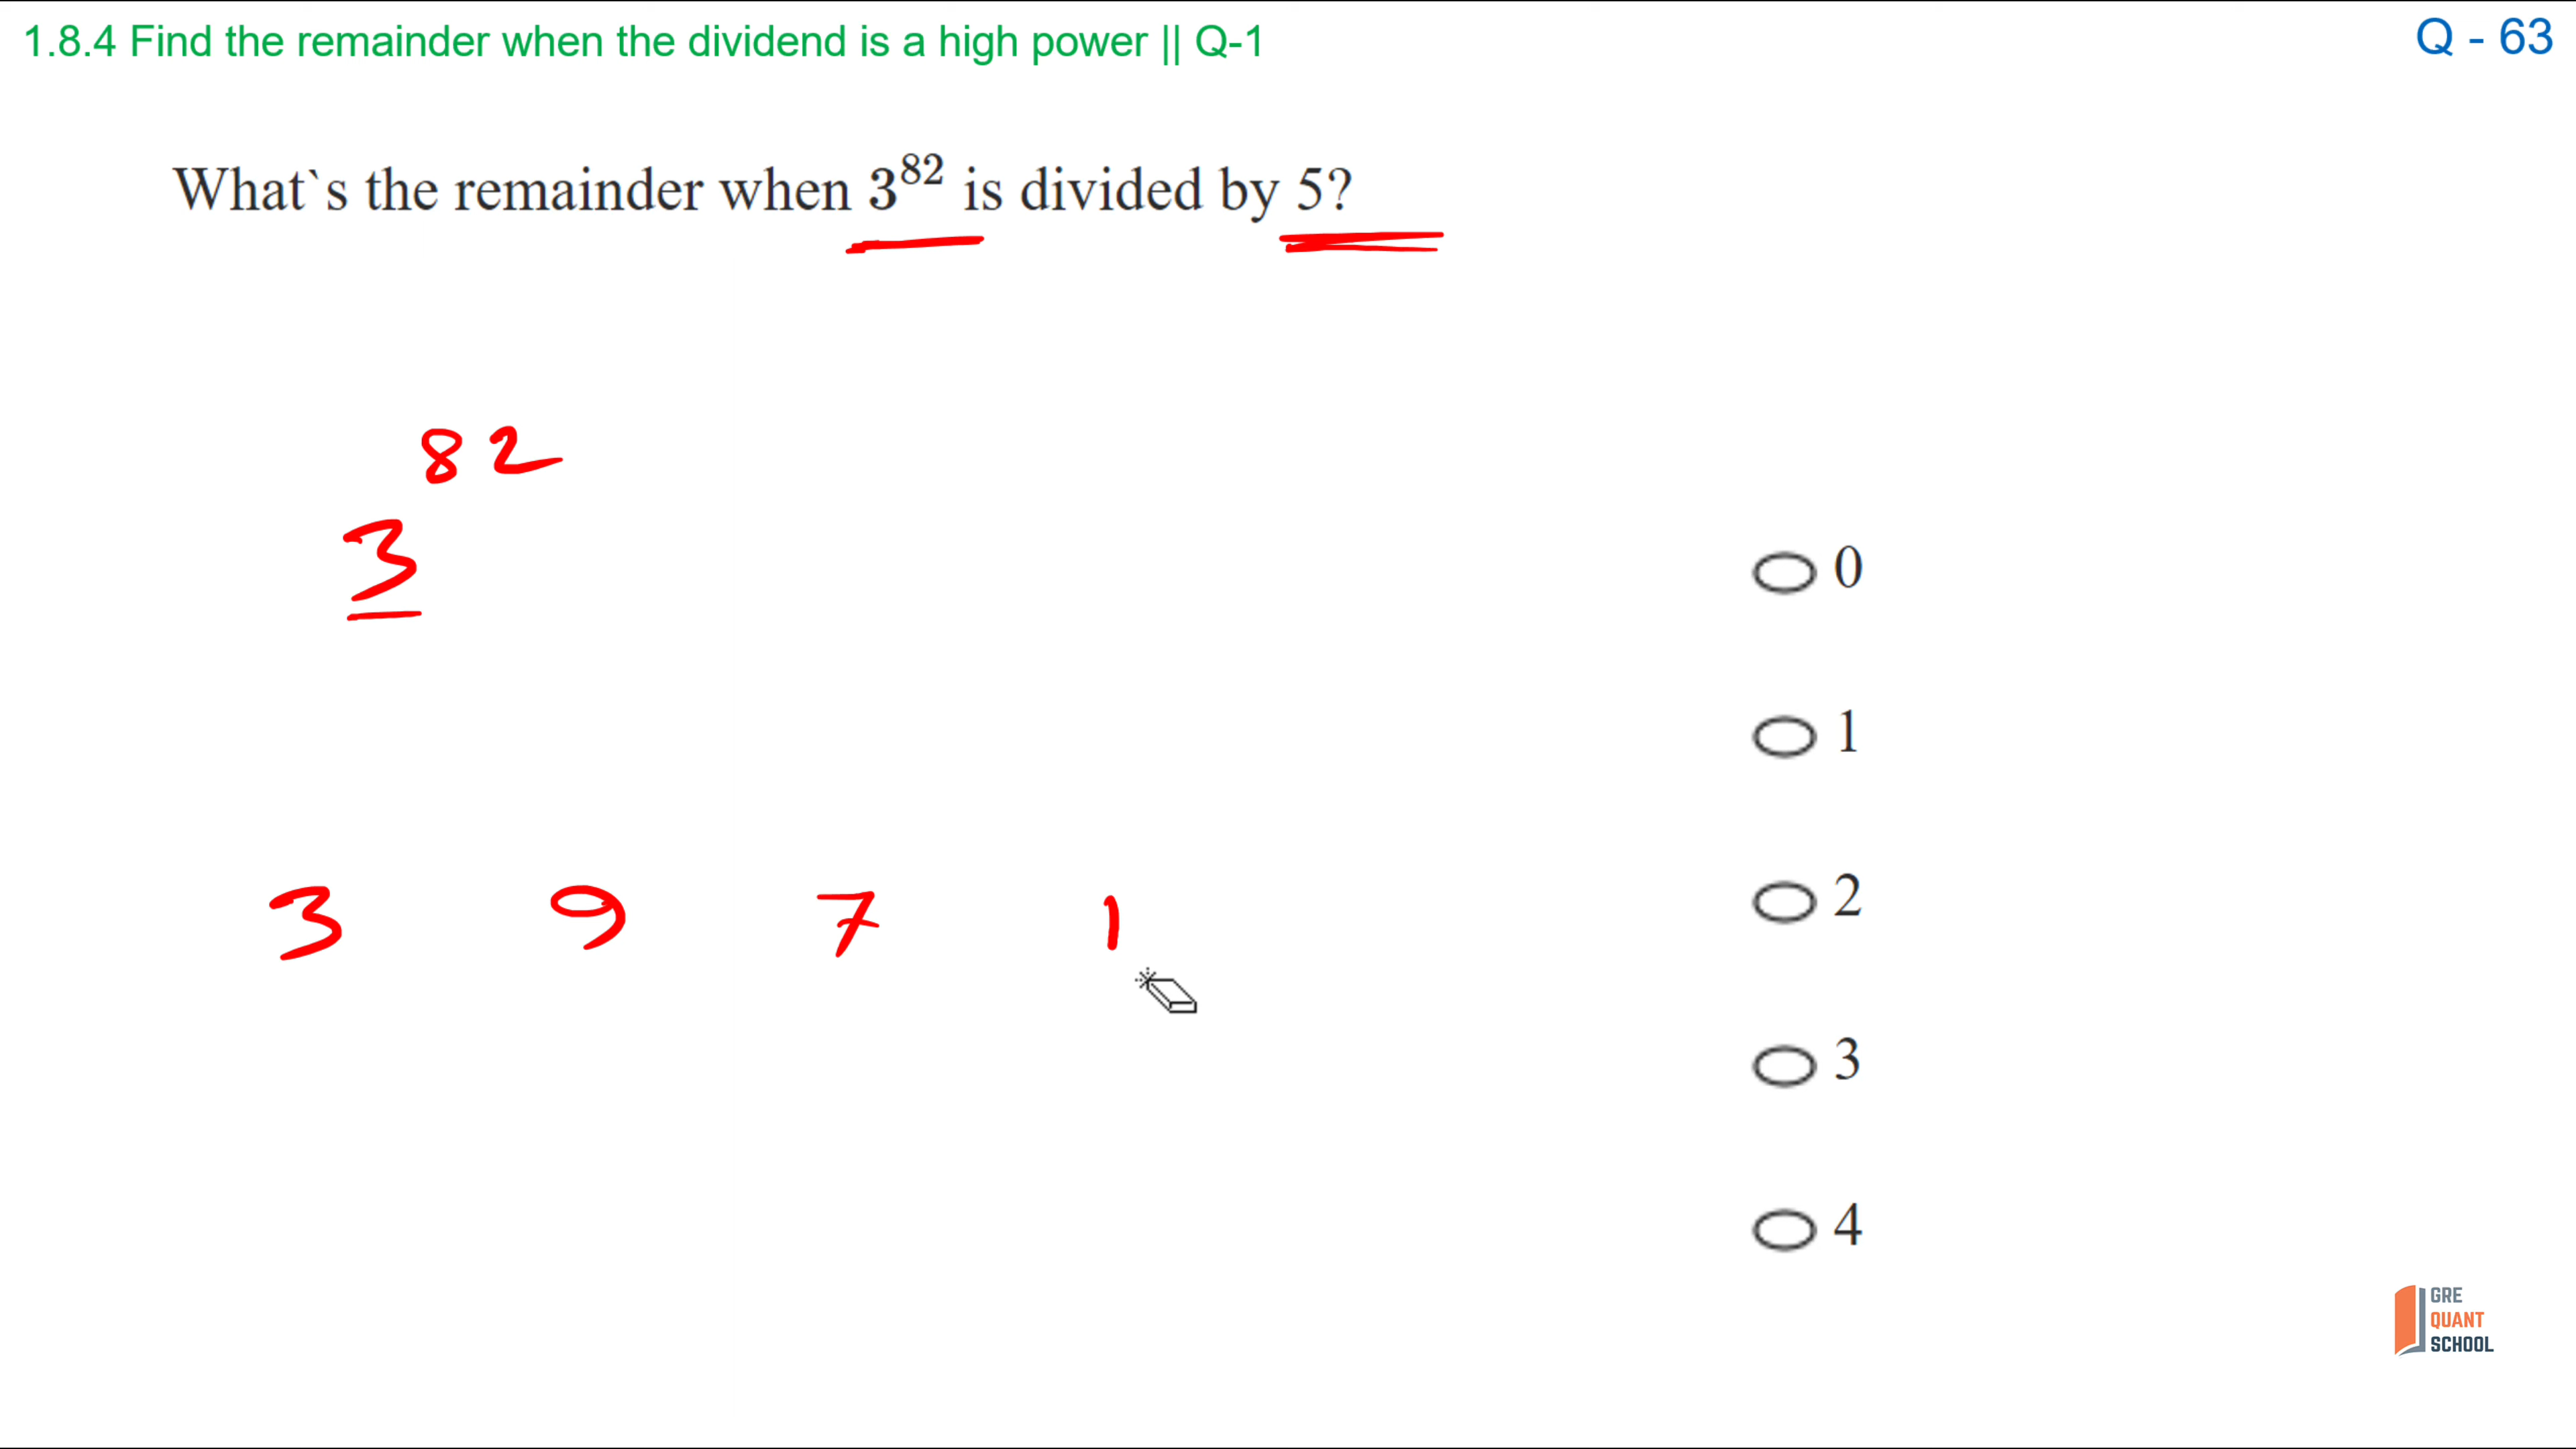 1.8.4 Find the remainder when the dividend is a high power || Q-1
Q - 63
What`s the remainder when 3^82 is divided by 5?
82
3
0
1
2
3 9 7 1
3
4
GRE
QUANT
SCHOOL